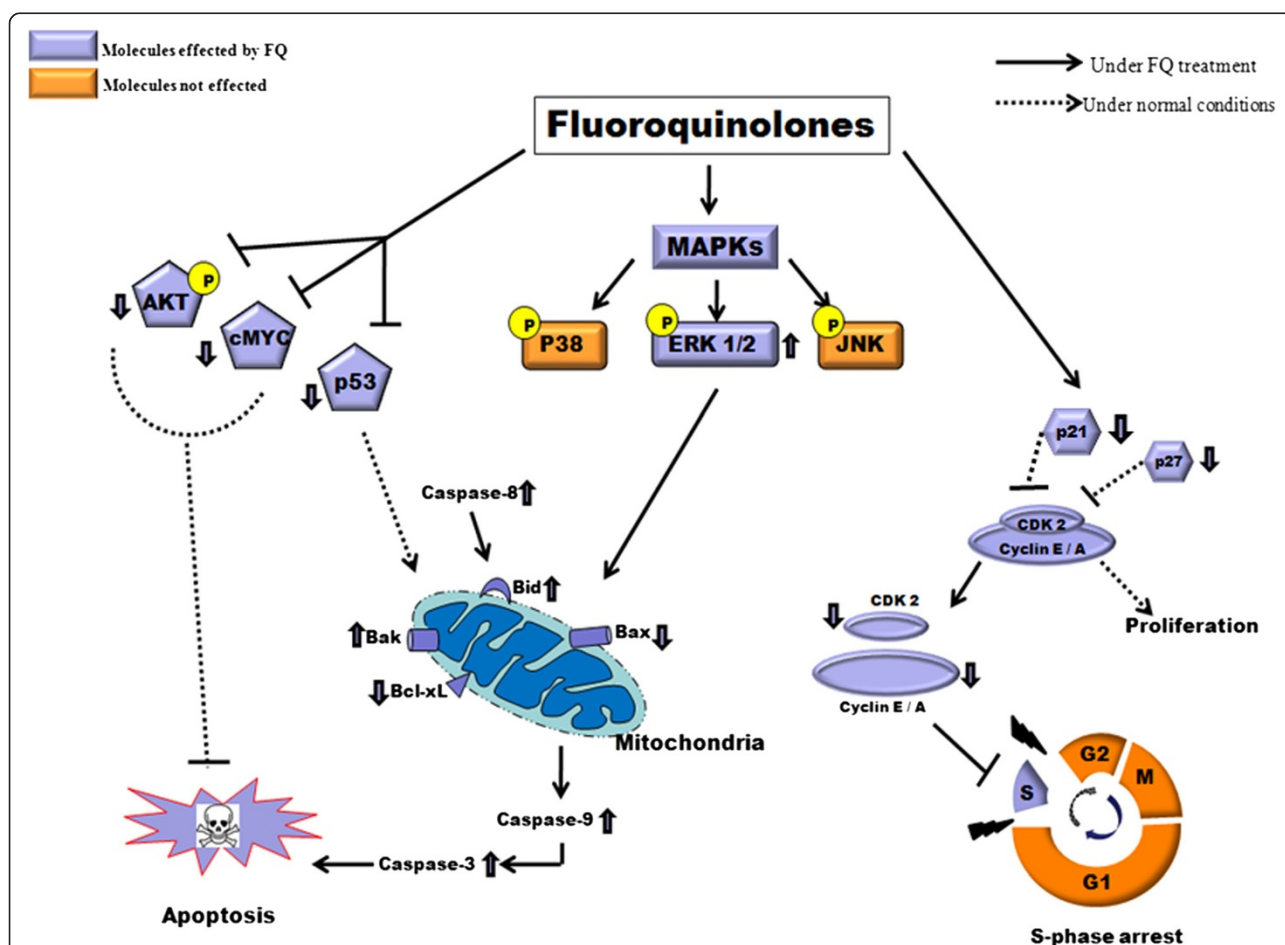 Molecules effected by FQ
Molecules not effected
Under FQ treatment
Under normal conditions
Fluoroquinolones
MAPKs
P
AKT
cMYC
p53
P
P38
P
ERK 1/2
P
JNK
p21
p27
CDK 2
Cyclin E / A
Proliferation
Caspase-8
Bid
Bak
Bax
Bcl-xL
Mitochondria
CDK 2
Cyclin E / A
Caspase-9
Caspase-3
Apoptosis
G2
M
S
G1
S-phase arrest